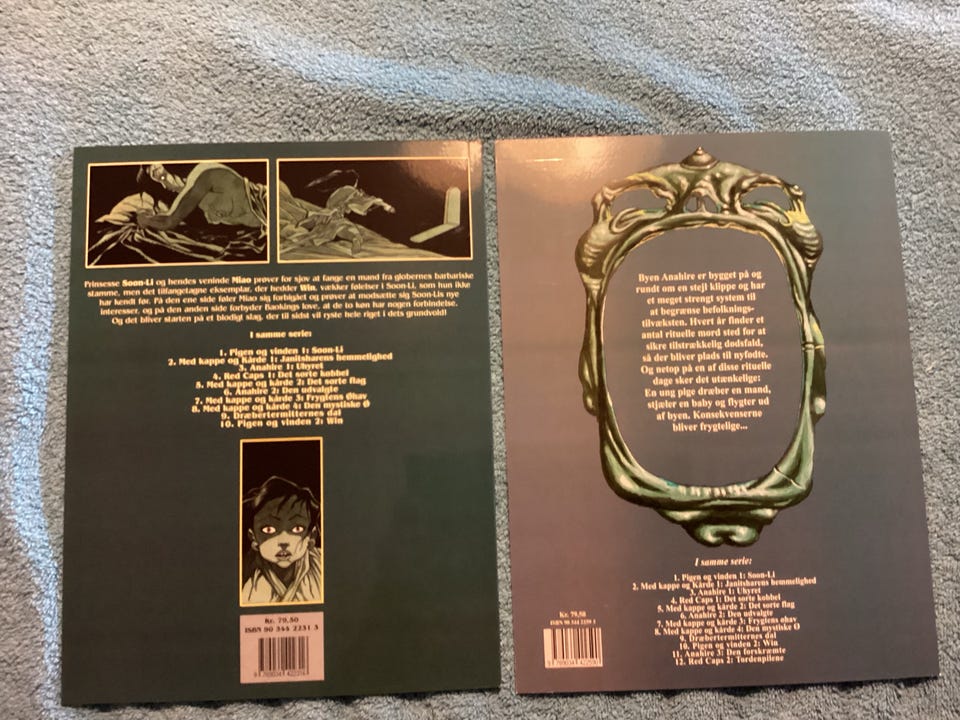 Prinsesse Soon-Li og hendes veninde Miao prøver for sjov at fange en mand fra globernes barbariske
stamme, men det tilfangetagne eksemplar, der hedder Win, vækker følelser i Soon-Li, som hun ikke
har kendt før. På den ene side føler Miao sig forbigået og prøver at modsætte sig Soon-Lis nye
interesser, og på den anden side forbyder love, at de to kan have nogen forbindelse.
Og det bliver starten på et blodigt slag, der til sidst vil ryste hele riget i dets grundvold!
I samme serie:
1. Pigen og vinden 1: Soon-Li
2. Med kappe og Kårde 1: Janitsharens hemmelighed
3. Anahire 1: Uhyret
4. Red Caps 1: Det sorte kobbel
5. Med kappe og kårde 2: Det sorte flag
6. Anahire 2: Den udvalgte
7. Med kappe og kårde 3: Frygtens Øhav
8. Med kappe og kårde 4: Den mystiske Ø
9. Dræbertermitternes dal
10. Pigen og vinden 2: Win
Kr. 79,50
ISBN 90 344 2231 3
Byen Anahire er bygget på og
rundt om en stejl klippe og har
et meget strengt system til
at begrænse befolknings-
tilvæksten. Hvert år finder et
antal rituelle mord sted for at
sikre tilstrækkelig dødsfald,
så der bliver plads til nyfødte.
Og netop på en af disse rituelle
dage sker det utænkelige:
En ung pige dræber en mand,
stjæler en baby og flygter ud
af byen. Konsekvenserne
bliver frygtelige...
I samme serie:
1. Pigen og vinden 1: Soon-Li
2. Med kappe og Kårde 1: Janitsharens hemmelighed
3. Anahire 1: Uhyret
4. Red Caps 1: Det sorte kobbel
5. Med kappe og kårde 2: Det sorte flag
6. Anahire 2: Den udvalgte
7. Med kappe og kårde 3: Frygtens øhav
8. Med kappe og kårde 4: Den mystiske Ø
9. Dræbertermitternes dal
10. Pigen og vinden 2: Win
11. Anahire 3: Den forskræmte
12. Red Caps 2: Tordenpilene
Kr. 79,50